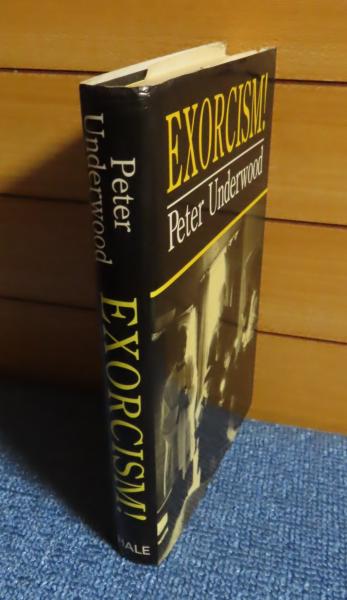 EXORCISM!
Peter Underwood
Peter
Underwood
EXORCISM!
HALE